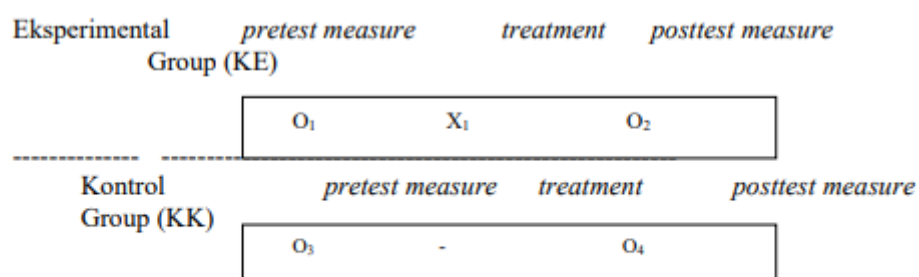 Eksperimental pretest measure treatment posttest measure
Group (KE)
O₁ X₁ O₂
-------------- ---------------------------------------------------------
Kontrol pretest measure treatment posttest measure
Group (KK)
O₃ - O₄